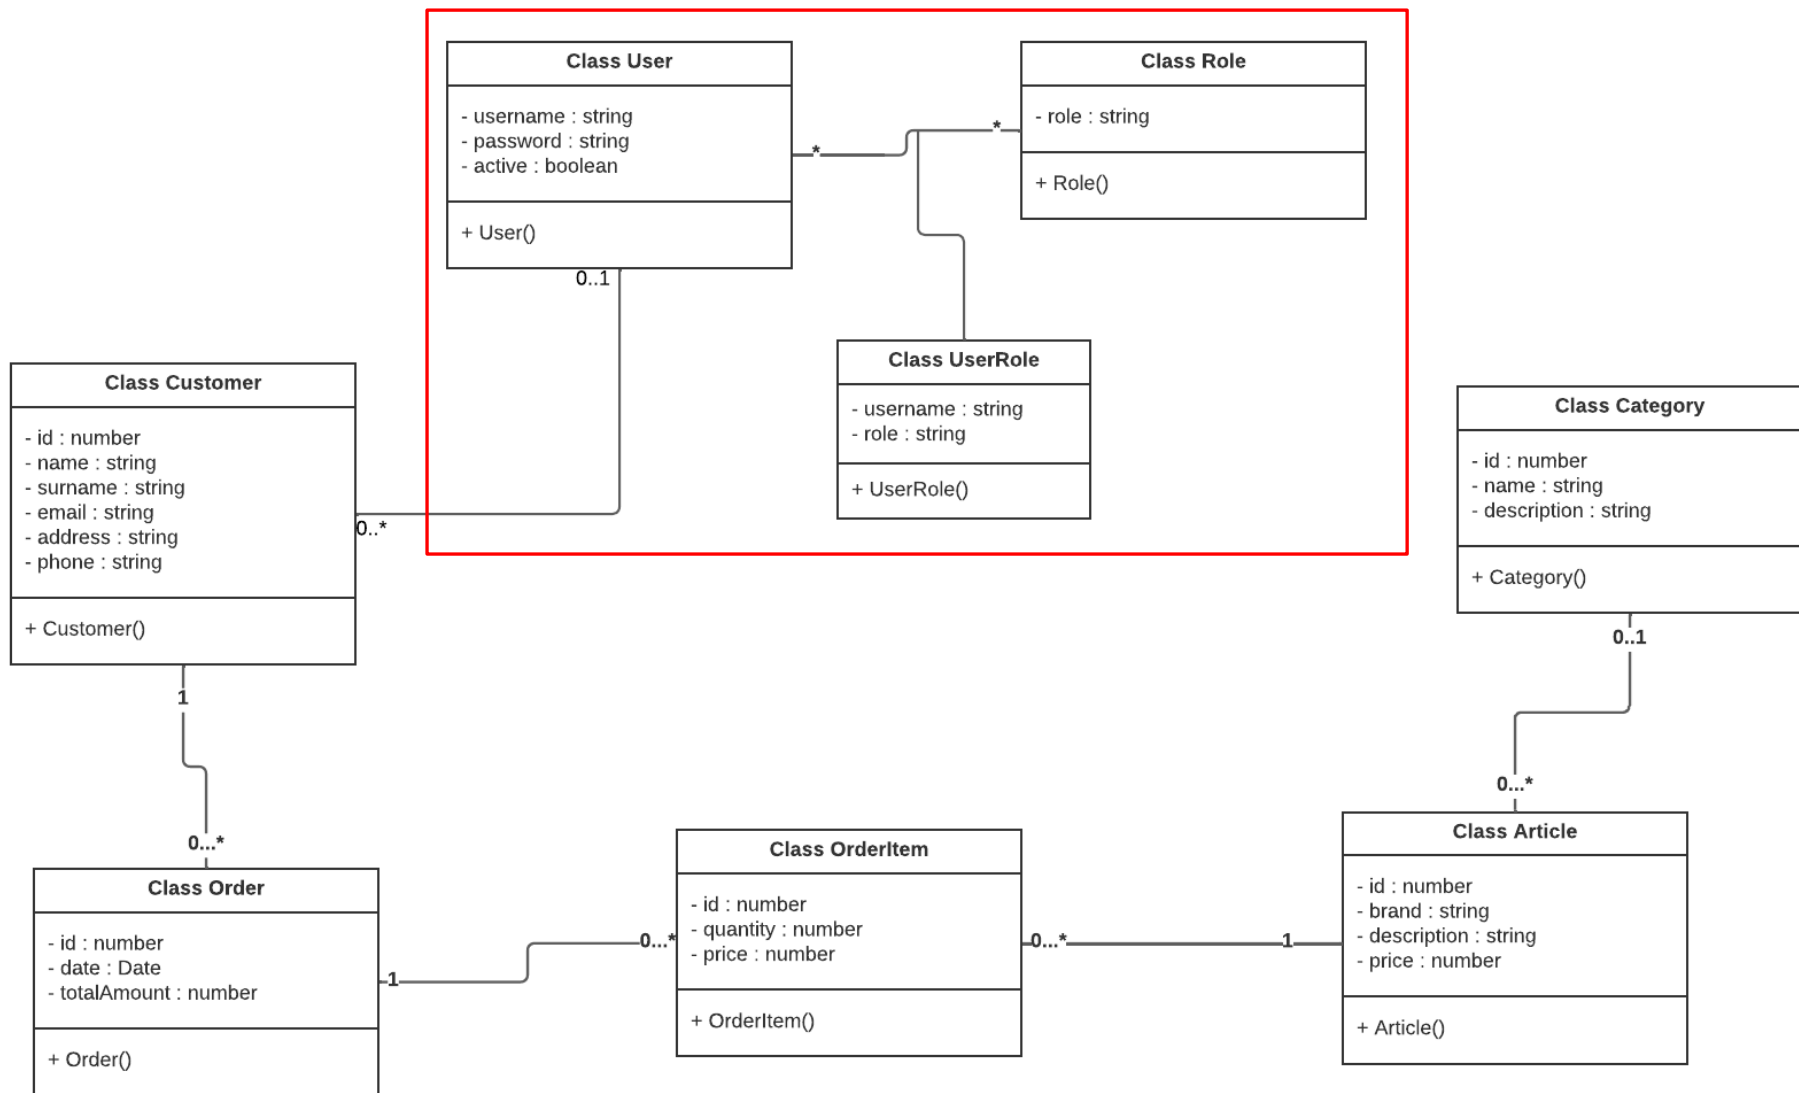 Class User
- username : string
- password : string
- active : boolean
+ User()
0..1
*
*
Class Role
- role : string
+ Role()
Class UserRole
- username : string
- role : string
+ UserRole()
Class Customer
- id : number
- name : string
- surname : string
- email : string
- address : string
- phone : string
+ Customer()
0..*
1
0...*
Class Category
- id : number
- name : string
- description : string
+ Category()
0..1
0...*
Class Order
- id : number
- date : Date
- totalAmount : number
+ Order()
1
0...*
Class OrderItem
- id : number
- quantity : number
- price : number
+ OrderItem()
0...*
1
Class Article
- id : number
- brand : string
- description : string
- price : number
+ Article()